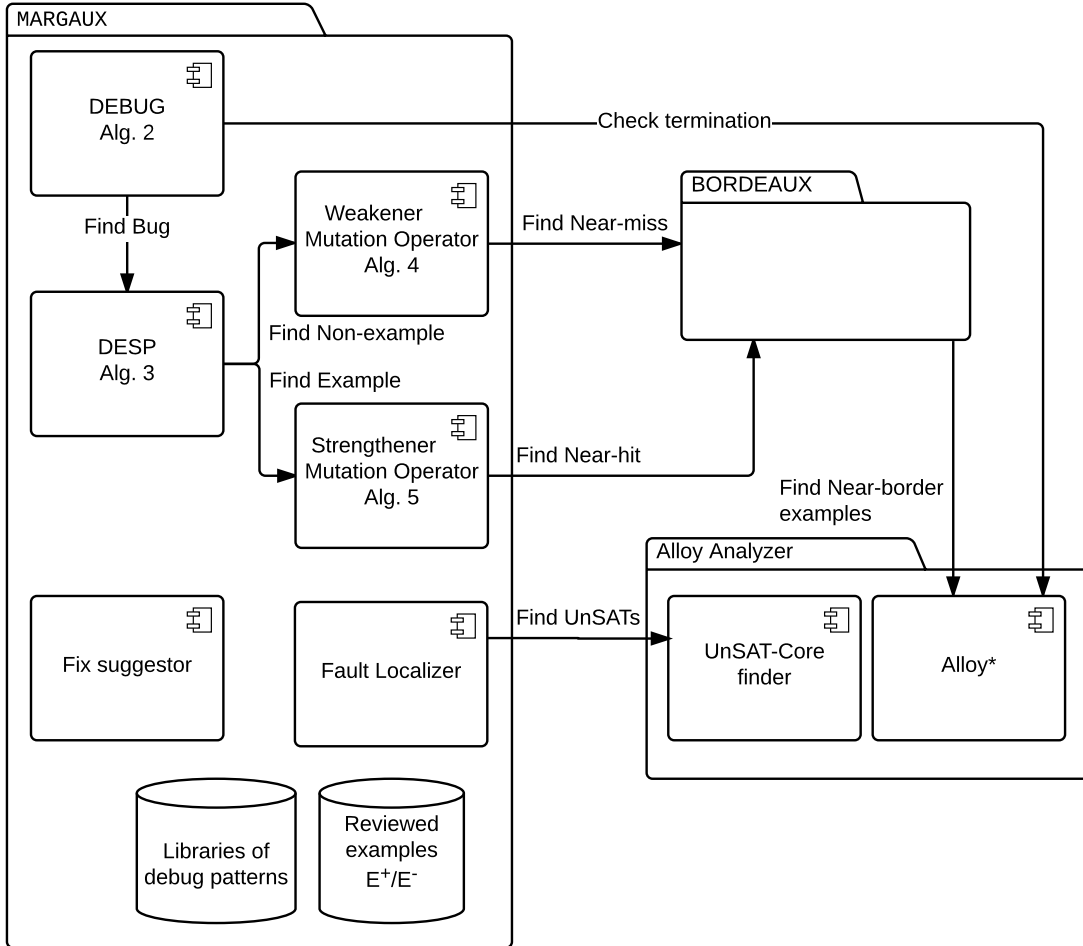 MARGAUX
DEBUG
Alg. 2
Check termination
Find Bug
Weakener
Mutation Operator
Alg. 4
Find Near-miss
BORDEAUX
DESP
Alg. 3
Find Non-example
Find Example
Strengthener
Mutation Operator
Alg. 5
Find Near-hit
Find Near-border
examples
Alloy Analyzer
Fix suggestor
Fault Localizer
Find UnSATs
UnSAT-Core
finder
Alloy*
Libraries of
debug patterns
Reviewed
examples
E⁺/E⁻